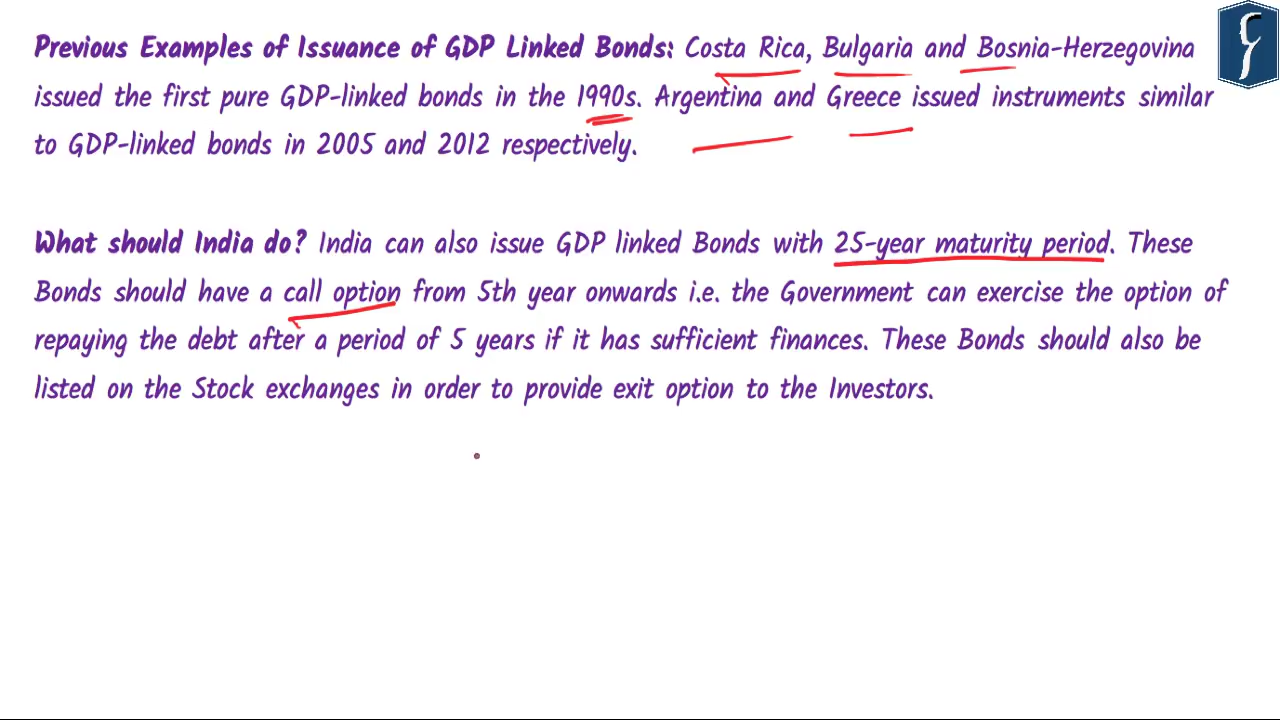 Previous Examples of Issuance of GDP Linked Bonds: Costa Rica, Bulgaria and Bosnia-Herzegovina
issued the first pure GDP-linked bonds in the 1990s. Argentina and Greece issued instruments similar
to GDP-linked bonds in 2005 and 2012 respectively.
What should India do? India can also issue GDP linked Bonds with 25-year maturity period. These
Bonds should have a call option from 5th year onwards i.e. the Government can exercise the option of
repaying the debt after a period of 5 years if it has sufficient finances. These Bonds should also be
listed on the Stock exchanges in order to provide exit option to the Investors.